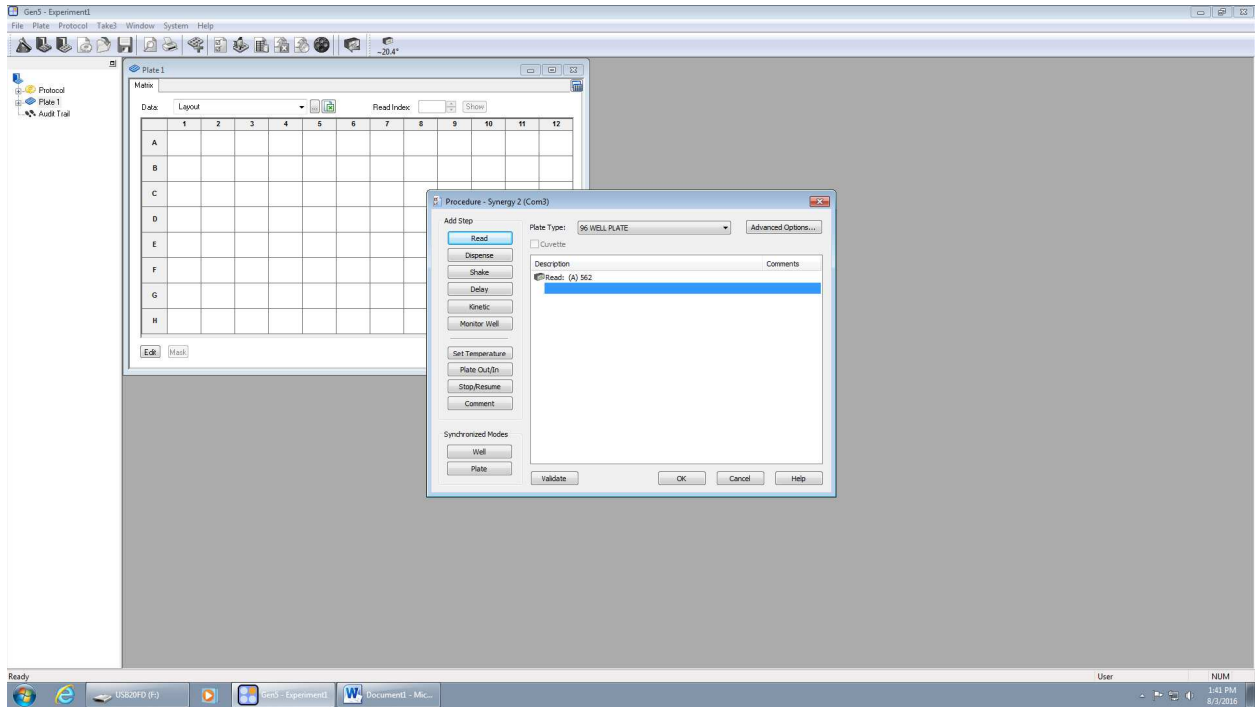 Gen5 - Experiment1
File Plate Protocol Take3 Window System Help
~20.4°
Protocol
Plate 1
Audit Trail
Plate 1
Matrix
Data: Layout ... Read Index: Show
1 2 3 4 5 6 7 8 9 10 11 12
A
B
C
D
E
F
G
H
Edit Mask
Procedure - Synergy 2 (Com3)
Add Step
Read
Dispense
Shake
Delay
Kinetic
Monitor Well
Set Temperature
Plate Out/In
Stop/Resume
Comment
Synchronized Modes
Well
Plate
Plate Type: 96 WELL PLATE Advanced Options...
Cuvette
Description Comments
Read: (A) 562
Validate OK Cancel Help
Ready User NUM
USB20FD (F:) Gen5 - Experiment1 Document1 - Mic...
1:41 PM
8/3/2016